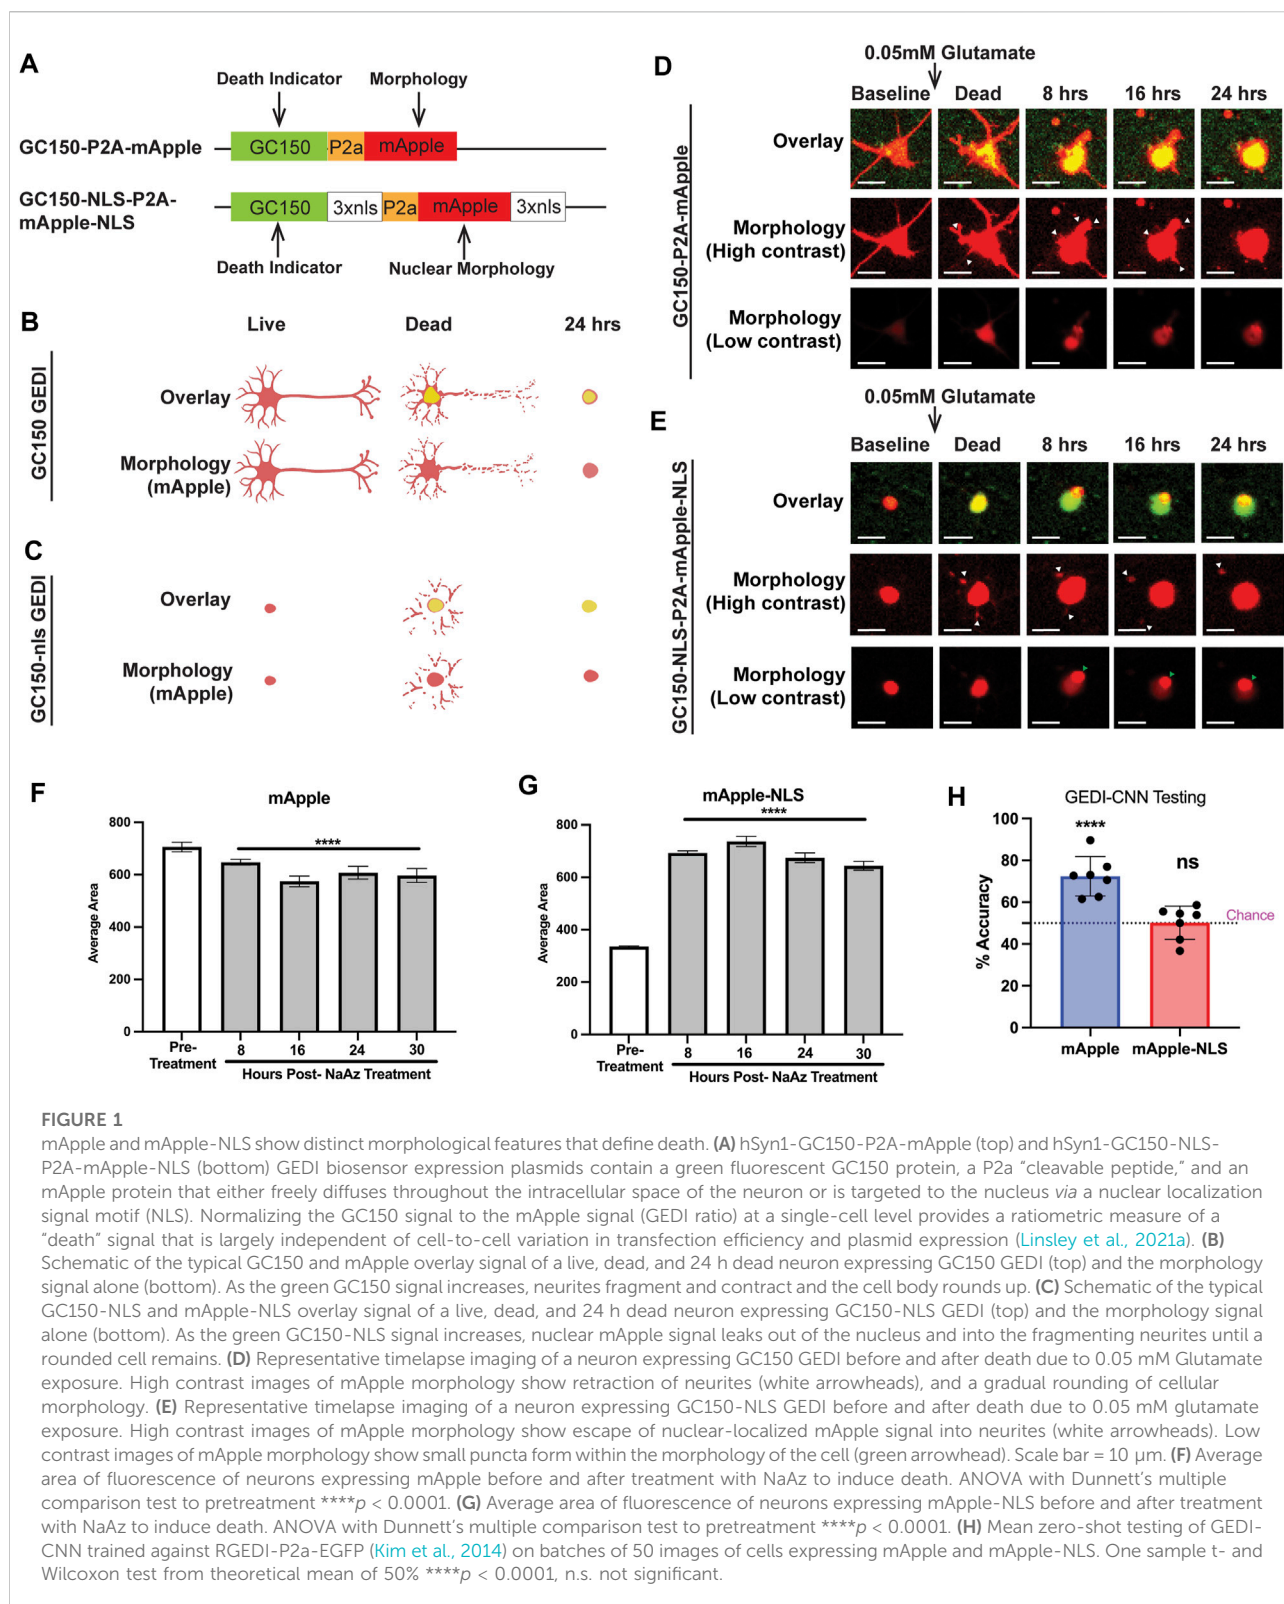 A
Death Indicator
Morphology
GC150-P2A-mApple
GC150
P2a
mApple
GC150-NLS-P2A-
mApple-NLS
GC150
3xnls
P2a
mApple
3xnls
Death Indicator
Nuclear Morphology
B
Live
Dead
24 hrs
GC150 GEDI
Overlay
Morphology
(mApple)
C
GC150-nls GEDI
Overlay
Morphology
(mApple)
D
0.05mM Glutamate
Baseline
Dead
8 hrs
16 hrs
24 hrs
GC150-P2A-mApple
Overlay
Morphology
(High contrast)
Morphology
(Low contrast)
E
0.05mM Glutamate
Baseline
Dead
8 hrs
16 hrs
24 hrs
GC150-NLS-P2A-mApple-NLS
Overlay
Morphology
(High contrast)
Morphology
(Low contrast)
F
mApple
****
Average Area
800
600
400
200
0
Pre-
Treatment
8
16
24
30
Hours Post- NaAz Treatment
G
mApple-NLS
****
Average Area
800
600
400
200
0
Pre-
Treatment
8
16
24
30
Hours Post- NaAz Treatment
H
GEDI-CNN Testing
****
ns
Chance
% Accuracy
100
80
60
40
20
0
mApple
mApple-NLS
FIGURE 1
mApple and mApple-NLS show distinct morphological features that define death. (A) hSyn1-GC150-P2A-mApple (top) and hSyn1-GC150-NLS-
P2A-mApple-NLS (bottom) GEDI biosensor expression plasmids contain a green fluorescent GC150 protein, a P2a “cleavable peptide,” and an
mApple protein that either freely diffuses throughout the intracellular space of the neuron or is targeted to the nucleus via a nuclear localization
signal motif (NLS). Normalizing the GC150 signal to the mApple signal (GEDI ratio) at a single-cell level provides a ratiometric measure of a
“death” signal that is largely independent of cell-to-cell variation in transfection efficiency and plasmid expression (Linsley et al., 2021a). (B)
Schematic of the typical GC150 and mApple overlay signal of a live, dead, and 24 h dead neuron expressing GC150 GEDI (top) and the morphology
signal alone (bottom). As the green GC150 signal increases, neurites fragment and contract and the cell body rounds up. (C) Schematic of the typical
GC150-NLS and mApple-NLS overlay signal of a live, dead, and 24 h dead neuron expressing GC150-NLS GEDI (top) and the morphology signal
alone (bottom). As the green GC150-NLS signal increases, nuclear mApple signal leaks out of the nucleus and into the fragmenting neurites until a
rounded cell remains. (D) Representative timelapse imaging of a neuron expressing GC150 GEDI before and after death due to 0.05 mM Glutamate
exposure. High contrast images of mApple morphology show retraction of neurites (white arrowheads), and a gradual rounding of cellular
morphology. (E) Representative timelapse imaging of a neuron expressing GC150-NLS GEDI before and after death due to 0.05 mM glutamate
exposure. High contrast images of mApple morphology show escape of nuclear-localized mApple signal into neurites (white arrowheads). Low
contrast images of mApple morphology show small puncta form within the morphology of the cell (green arrowhead). Scale bar = 10 µm. (F) Average
area of fluorescence of neurons expressing mApple before and after treatment with NaAz to induce death. ANOVA with Dunnett’s multiple
comparison test to pretreatment ****p < 0.0001. (G) Average area of fluorescence of neurons expressing mApple-NLS before and after treatment
with NaAz to induce death. ANOVA with Dunnett’s multiple comparison test to pretreatment ****p < 0.0001. (H) Mean zero-shot testing of GEDI-
CNN trained against RGEDI-P2a-EGFP (Kim et al., 2014) on batches of 50 images of cells expressing mApple and mApple-NLS. One sample t- and
Wilcoxon test from theoretical mean of 50% ****p < 0.0001, n.s. not significant.